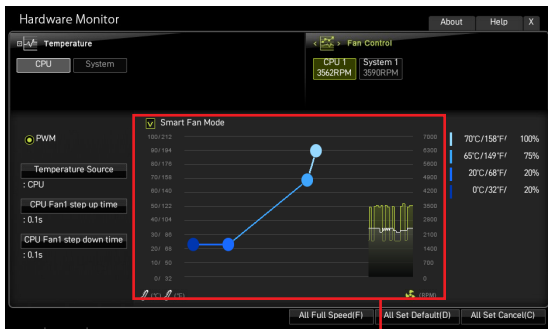 Hardware Monitor
About Help X
Temperature
< > Fan Control
CPU System
CPU 1 System 1
3562RPM 3590RPM
V Smart Fan Mode
PWM
Temperature Source
: CPU
CPU Fan1 step up time
: 0.1s
CPU Fan1 step down time
: 0.1s
100/212 7000
90/194 6300
80/176 5600
70/158 4900
60/140 4200
50/122 3500
40/104 2800
30/ 86 2100
20/ 68 1400
10/ 50 700
0/ 32 0
(°C) (°F) (RPM)
70°C/158°F/ 100%
65°C/149°F/ 75%
20°C/68°F/ 20%
0°C/32°F/ 20%
All Full Speed(F) All Set Default(D) All Set Cancel(C)